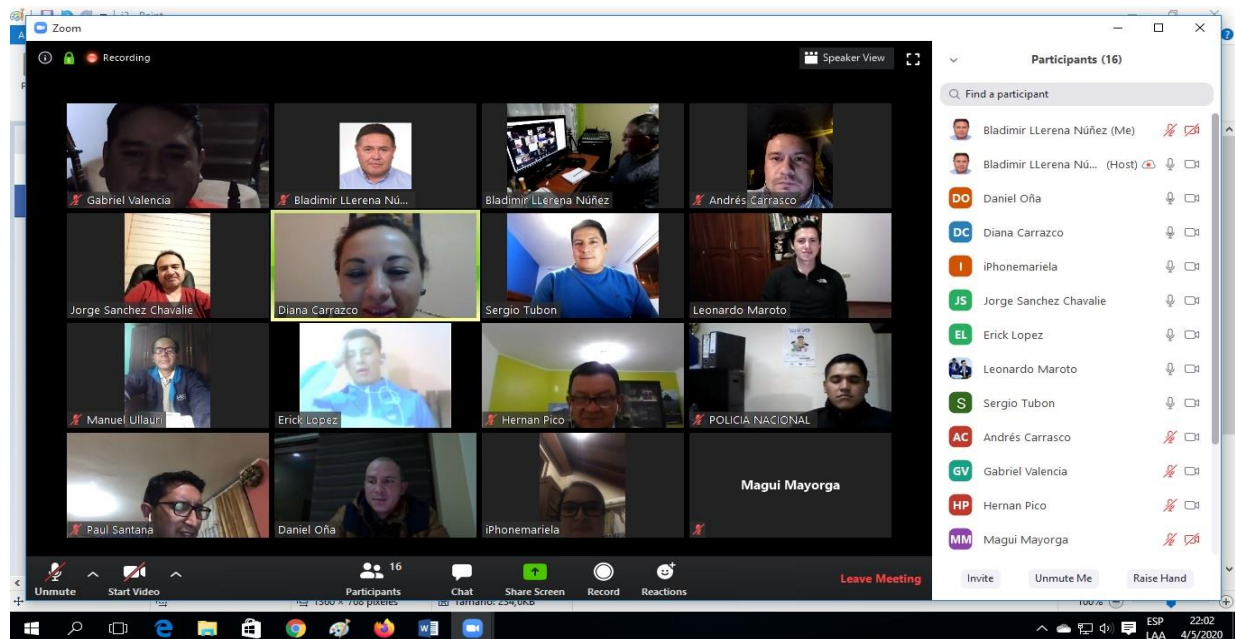 Zoom
Recording
Speaker View
Gabriel Valencia
Bladimir LLerena Nú...
Bladimir LLerena Núñez
Andrés Carrasco
Jorge Sanchez Chavalie
Diana Carrazco
Sergio Tubon
Leonardo Maroto
Manuel Ullauri
Erick Lopez
Hernan Pico
POLICIA NACIONAL
Paul Santana
Daniel Oña
iPhonemariela
Magui Mayorga
Unmute
Start Video
16
Participants
Chat
Share Screen
Record
Reactions
Leave Meeting
Participants (16)
Find a participant
Bladimir LLerena Núñez (Me)
Bladimir LLerena Nú... (Host)
DO Daniel Oña
DC Diana Carrazco
I iPhonemariela
JS Jorge Sanchez Chavalie
EL Erick Lopez
Leonardo Maroto
S Sergio Tubon
AC Andrés Carrasco
GV Gabriel Valencia
HP Hernan Pico
MM Magui Mayorga
Invite
Unmute Me
Raise Hand
ESP
LAA
22:02
4/5/2020